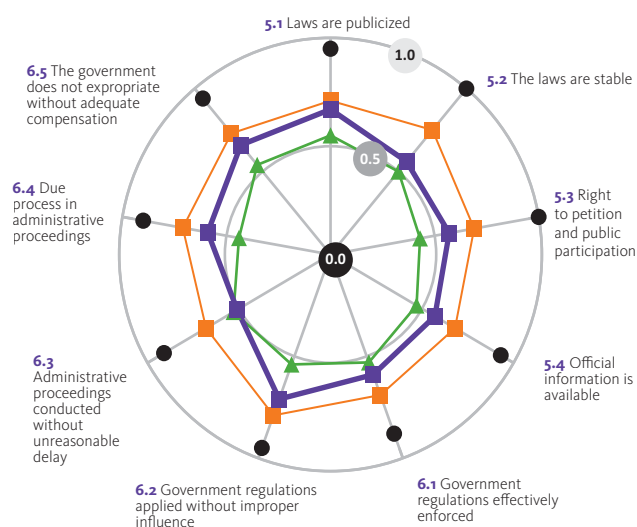 5.1 Laws are publicized
1.0
5.2 The laws are stable
0.5
5.3 Right
to petition
and public
participation
0.0
5.4 Official
information is
available
6.1 Government
regulations effectively
enforced
6.2 Government regulations
applied without improper
influence
6.3
Administrative
proceedings
conducted
without
unreasonable
delay
6.4 Due
process in
administrative
proceedings
6.5 The government
does not expropriate
without adequate
compensation